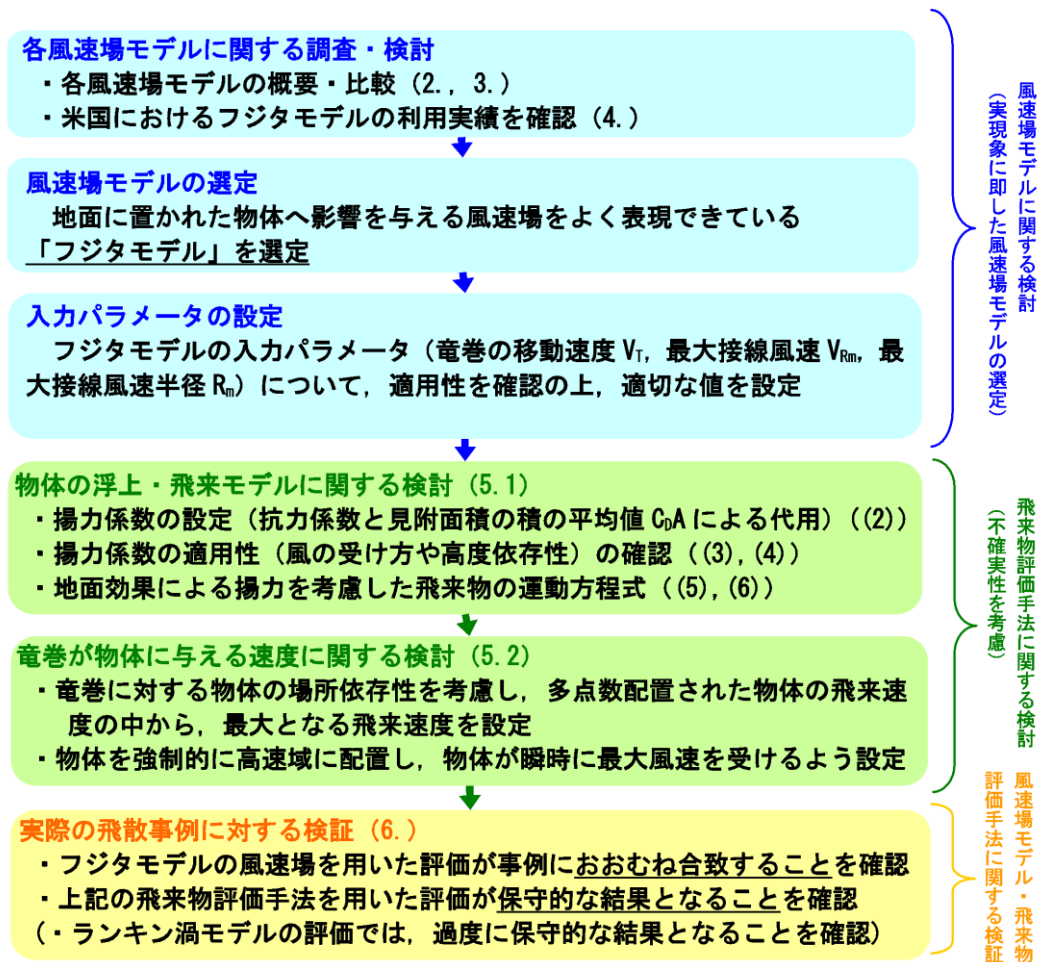 各風速場モデルに関する調査・検討
・各風速場モデルの概要・比較（2.，3.）
・米国におけるフジタモデルの利用実績を確認（4.）
風速場モデルの選定
地面に置かれた物体へ影響を与える風速場をよく表現できている
「フジタモデル」を選定
入力パラメータの設定
フジタモデルの入力パラメータ（竜巻の移動速度 VT，最大接線風速 VRm，最
大接線風速半径 Rm）について，適用性を確認の上，適切な値を設定
風速場モデルに関する検討
（実現象に即した風速場モデルの選定）
物体の浮上・飛来モデルに関する検討（5.1）
・揚力係数の設定（抗力係数と見附面積の積の平均値 CDA による代用）（(2)）
・揚力係数の適用性（風の受け方や高度依存性）の確認（(3),(4)）
・地面効果による揚力を考慮した飛来物の運動方程式（(5),(6)）
竜巻が物体に与える速度に関する検討（5.2）
・竜巻に対する物体の場所依存性を考慮し，多点数配置された物体の飛来速
度の中から，最大となる飛来速度を設定
・物体を強制的に高速域に配置し，物体が瞬時に最大風速を受けるよう設定
飛来物評価手法に関する検討
（不確実性を考慮）
実際の飛散事例に対する検証（6.）
・フジタモデルの風速場を用いた評価が事例におおむね合致することを確認
・上記の飛来物評価手法を用いた評価が保守的な結果となることを確認
（・ランキン渦モデルの評価では，過度に保守的な結果となることを確認）
風速場モデル・飛来物
評価手法に関する検証